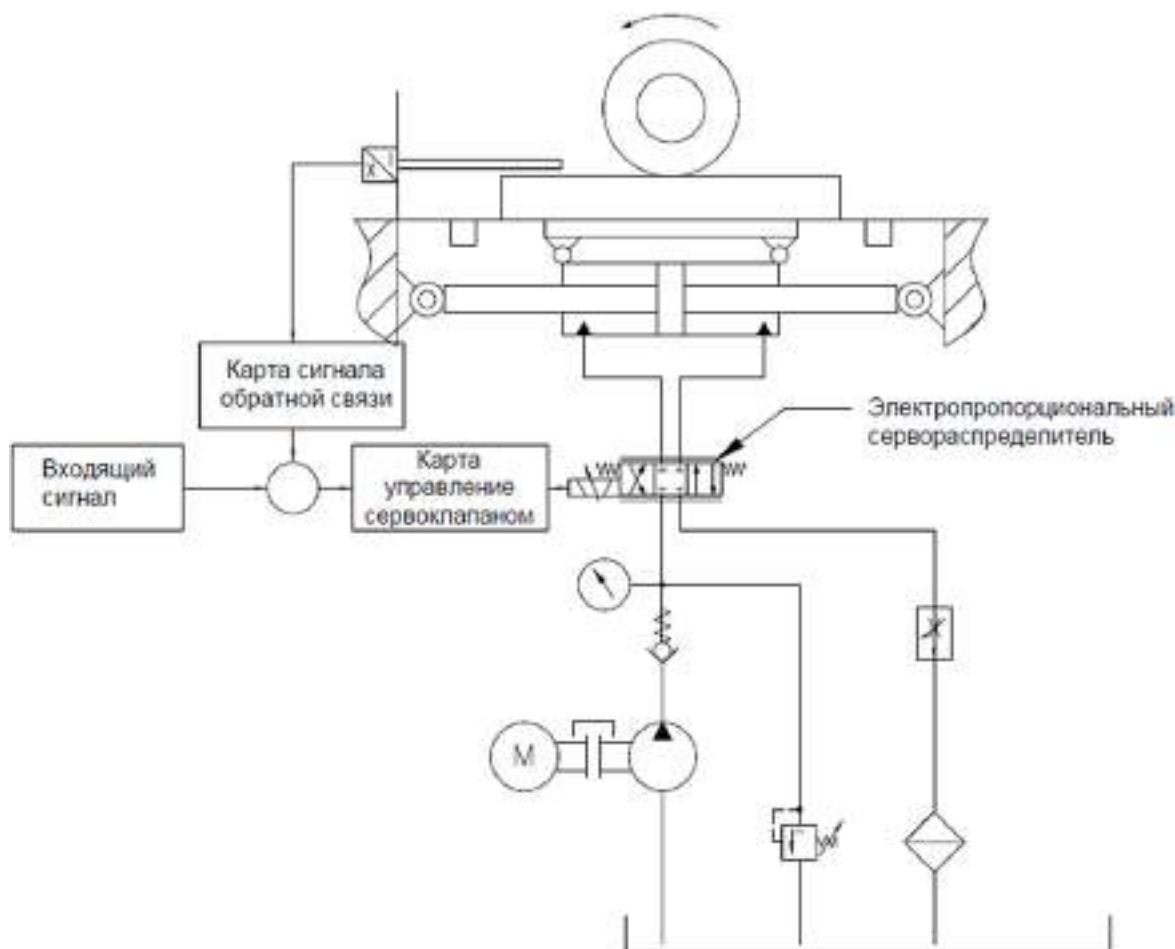 X
I
Карта сигнала
обратной связи
Электропропорциональный
сервораспределитель
Входящий
сигнал
Карта
управление
сервоклапаном
M